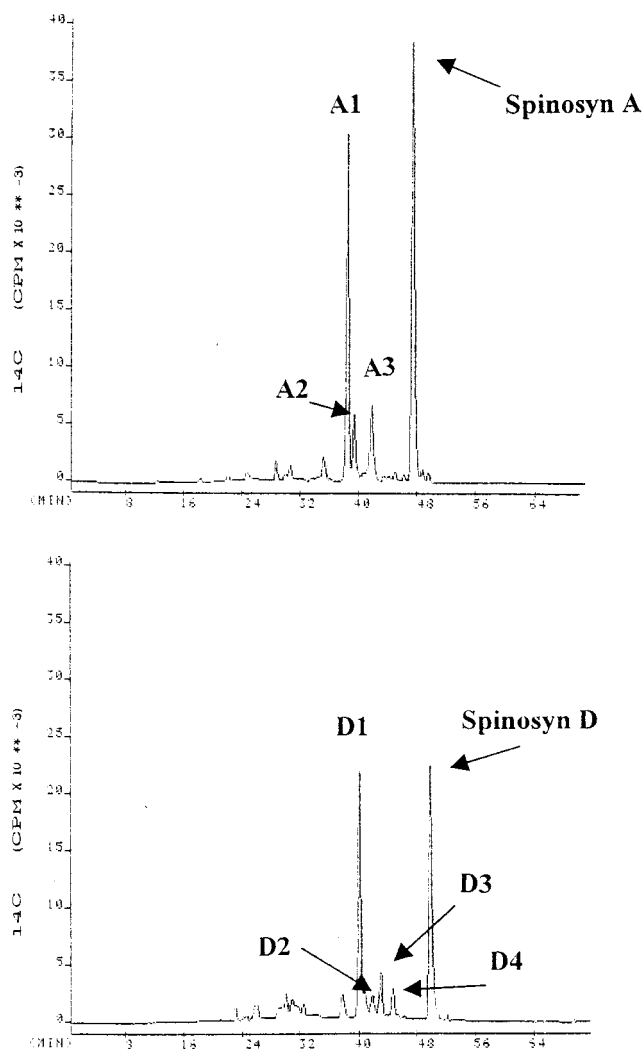 40
Spinosyn A
35
A1
30
25
14C (CPM X 10 ** -3)
20
15
10
A2
A3
5
0
(MIN) 8 16 24 32 40 48 56 64
40
35
30
25
Spinosyn D
D1
14C (CPM X 10 ** -3)
20
15
10
D3
D2
5
D4
0
(MIN) 8 16 24 32 40 48 56 64